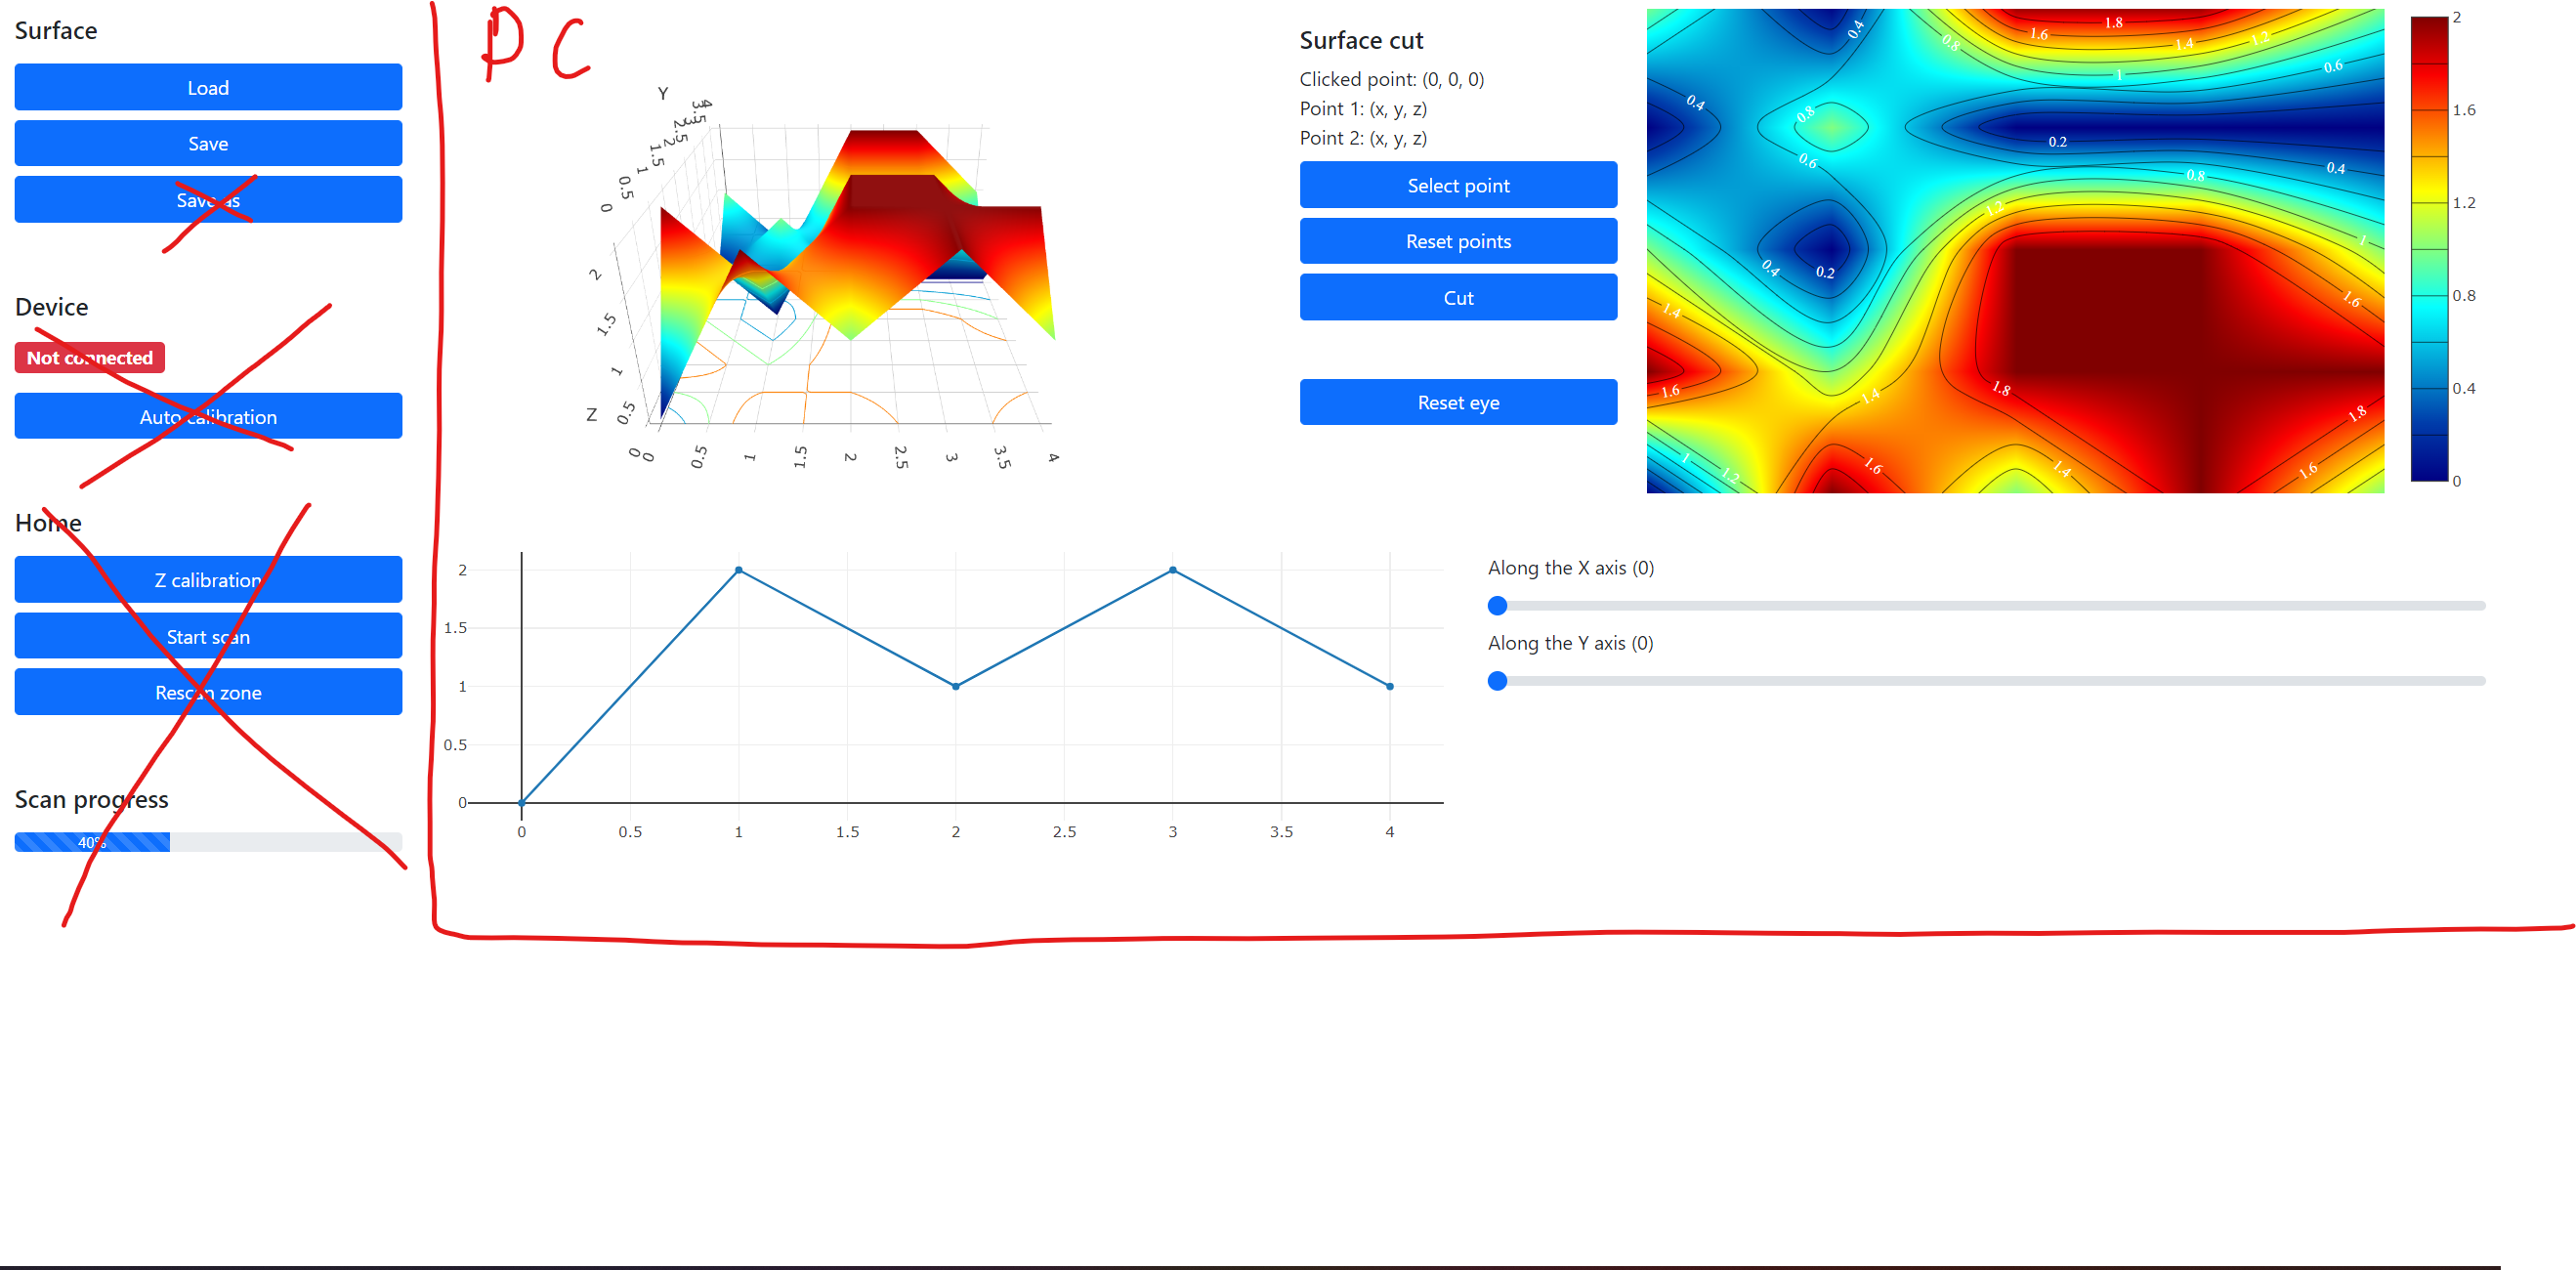 Surface
Load
Save
Save as
Device
Not connected
Auto calibration
Home
Z calibration
Start scan
Rescan zone
Scan progress
40%
PC
Y
4
3.5
3
2.5
2
1.5
1
0.5
0
2
1.5
1
0.5
0
Z
0
0.5
1
1.5
2
2.5
3
3.5
4
Surface cut
Clicked point: (0, 0, 0)
Point 1: (x, y, z)
Point 2: (x, y, z)
Select point
Reset points
Cut
Reset eye
0.4
1.8
1.6
1.4
1.2
0.8
1
0.6
0.4
0.8
0.2
0.6
0.4
0.8
1.2
1
0.4
0.2
1.4
1.6
1.6
1.8
1.4
1.8
1
1.2
1.6
1.4
1.6
2
1.6
1.2
0.8
0.4
0
2
1.5
1
0.5
0
0 0.5 1 1.5 2 2.5 3 3.5 4
Along the X axis (0)
Along the Y axis (0)